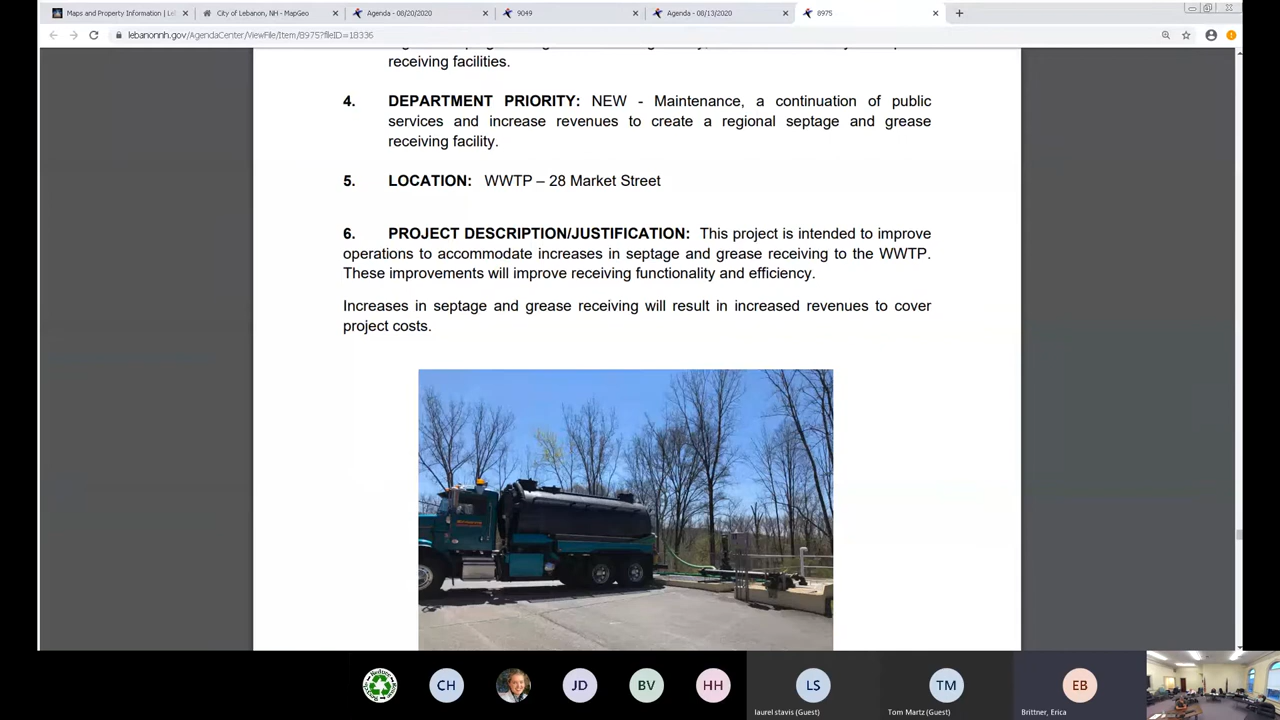 Maps and Property Information | Le
City of Lebanon, NH - MapGeo
Agenda - 08/20/2020
9049
Agenda - 08/13/2020
8975
lebanonnh.gov/AgendaCenter/ViewFile/Item/8975?fileID=18336
receiving facilities.
4. DEPARTMENT PRIORITY: NEW - Maintenance, a continuation of public
services and increase revenues to create a regional septage and grease
receiving facility.
5. LOCATION: WWTP – 28 Market Street
6. PROJECT DESCRIPTION/JUSTIFICATION: This project is intended to improve
operations to accommodate increases in septage and grease receiving to the WWTP.
These improvements will improve receiving functionality and efficiency.
Increases in septage and grease receiving will result in increased revenues to cover
project costs.
CH
JD
BV
HH
LS
TM
EB
laurel stavis (Guest)
Tom Martz (Guest)
Brittner, Erica